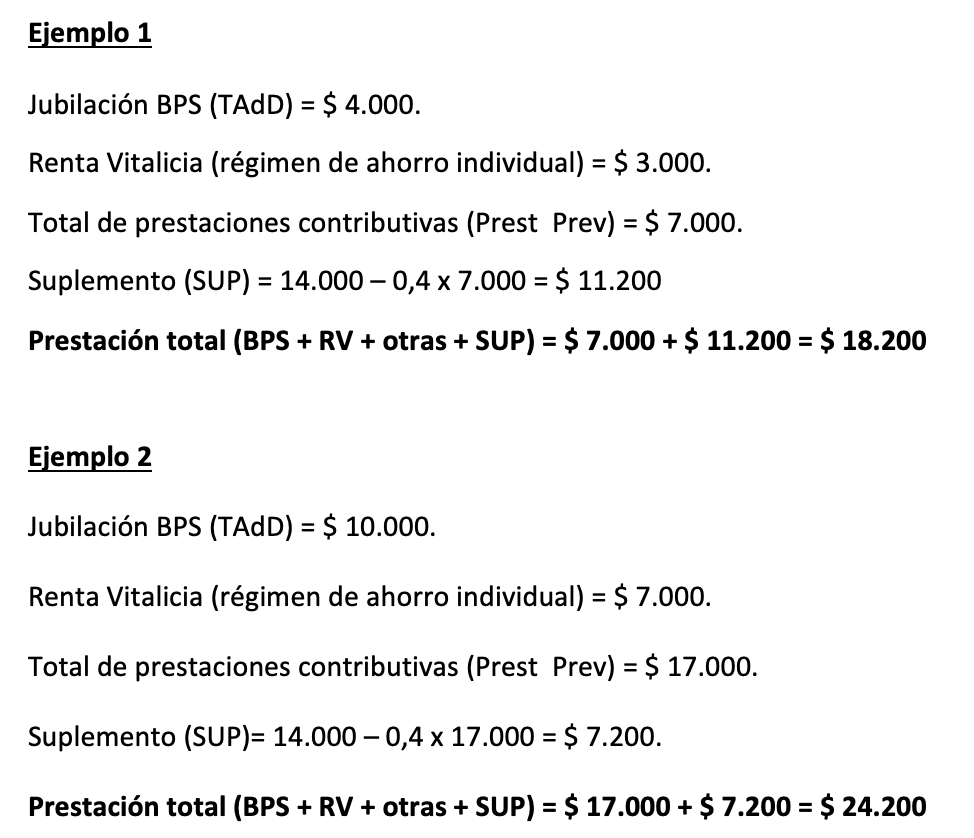 Ejemplo 1
Jubilación BPS (TAdD) = $ 4.000.
Renta Vitalicia (régimen de ahorro individual) = $ 3.000.
Total de prestaciones contributivas (Prest  Prev) = $ 7.000.
Suplemento (SUP) = 14.000 – 0,4 x 7.000 = $ 11.200
Prestación total (BPS + RV + otras + SUP) = $ 7.000 + $ 11.200 = $ 18.200
Ejemplo 2
Jubilación BPS (TAdD) = $ 10.000.
Renta Vitalicia (régimen de ahorro individual) = $ 7.000.
Total de prestaciones contributivas (Prest  Prev) = $ 17.000.
Suplemento (SUP)= 14.000 – 0,4 x 17.000 = $ 7.200.
Prestación total (BPS + RV + otras + SUP) = $ 17.000 + $ 7.200 = $ 24.200